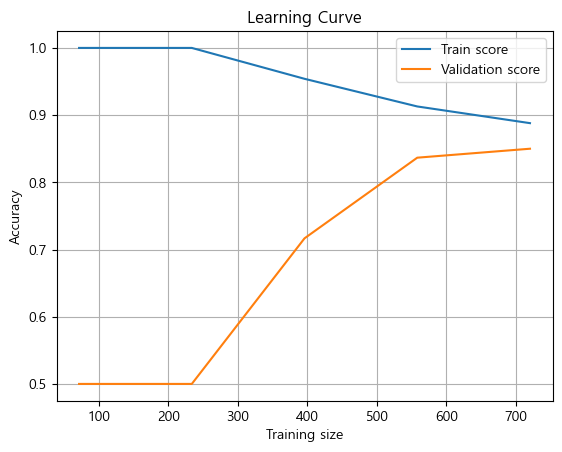 Learning Curve
Train score
Validation score
Accuracy
1.0
0.9
0.8
0.7
0.6
0.5
100 200 300 400 500 600 700
Training size